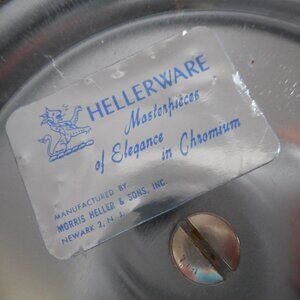 HELLERWARE
Masterpieces
of Elegance in Chromium
MANUFACTURED BY
MORRIS HELLER & SONS, INC.
NEWARK 2, N. J.